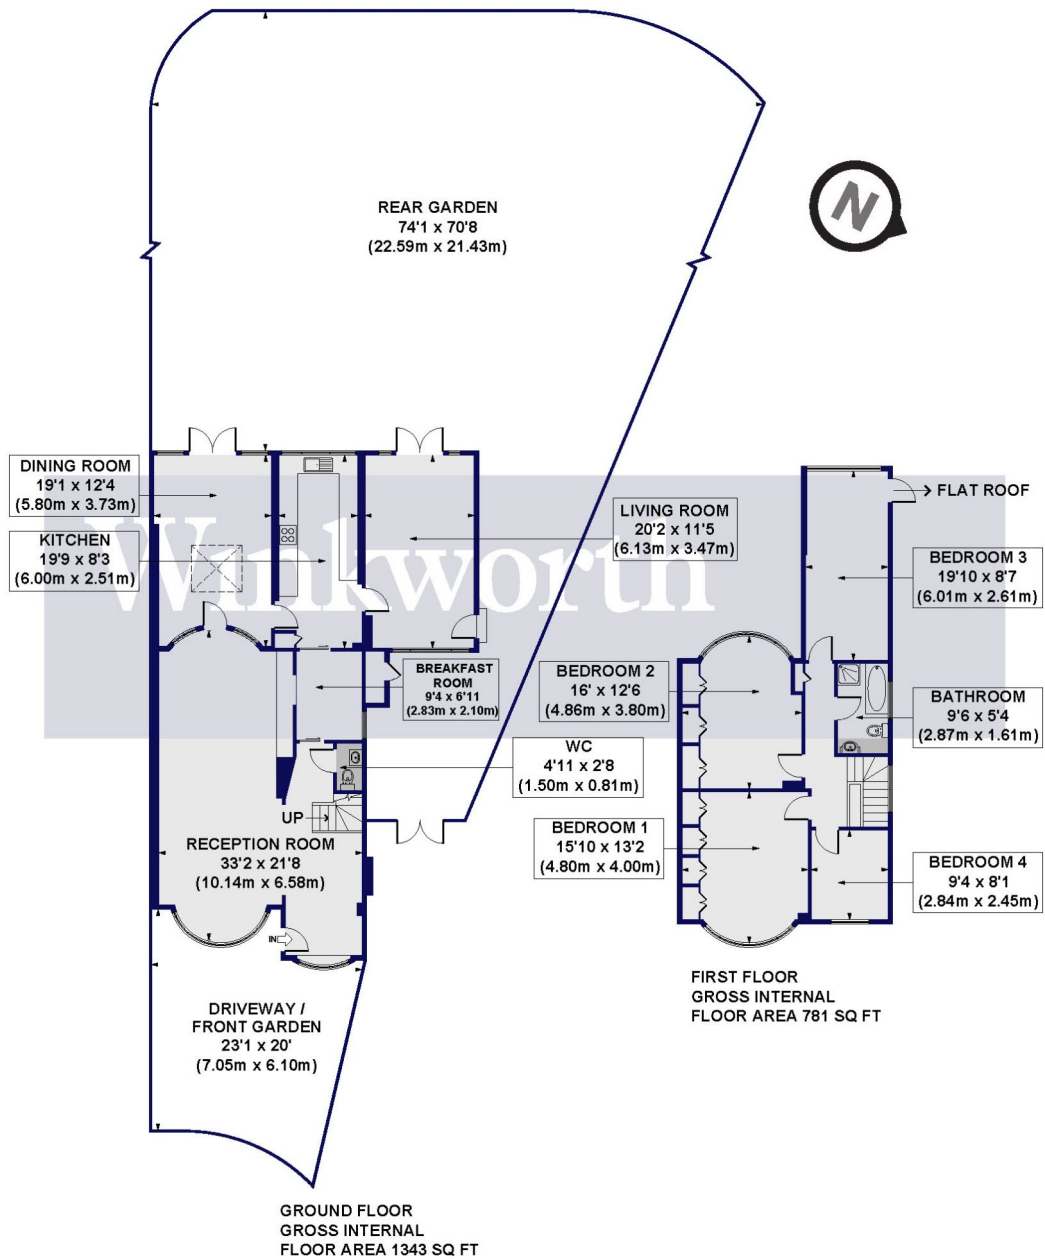 REAR GARDEN
74'1 x 70'8
(22.59m x 21.43m)
N
DINING ROOM
19'1 x 12'4
(5.80m x 3.73m)
KITCHEN
19'9 x 8'3
(6.00m x 2.51m)
LIVING ROOM
20'2 x 11'5
(6.13m x 3.47m)
Winkworth
BREAKFAST
ROOM
9'4 x 6'11
(2.83m x 2.10m)
WC
4'11 x 2'8
(1.50m x 0.81m)
UP
RECEPTION ROOM
33'2 x 21'8
(10.14m x 6.58m)
IN
DRIVEWAY /
FRONT GARDEN
23'1 x 20'
(7.05m x 6.10m)
GROUND FLOOR
GROSS INTERNAL
FLOOR AREA 1343 SQ FT
FLAT ROOF
BEDROOM 3
19'10 x 8'7
(6.01m x 2.61m)
BEDROOM 2
16' x 12'6
(4.86m x 3.80m)
BATHROOM
9'6 x 5'4
(2.87m x 1.61m)
BEDROOM 1
15'10 x 13'2
(4.80m x 4.00m)
BEDROOM 4
9'4 x 8'1
(2.84m x 2.45m)
FIRST FLOOR
GROSS INTERNAL
FLOOR AREA 781 SQ FT